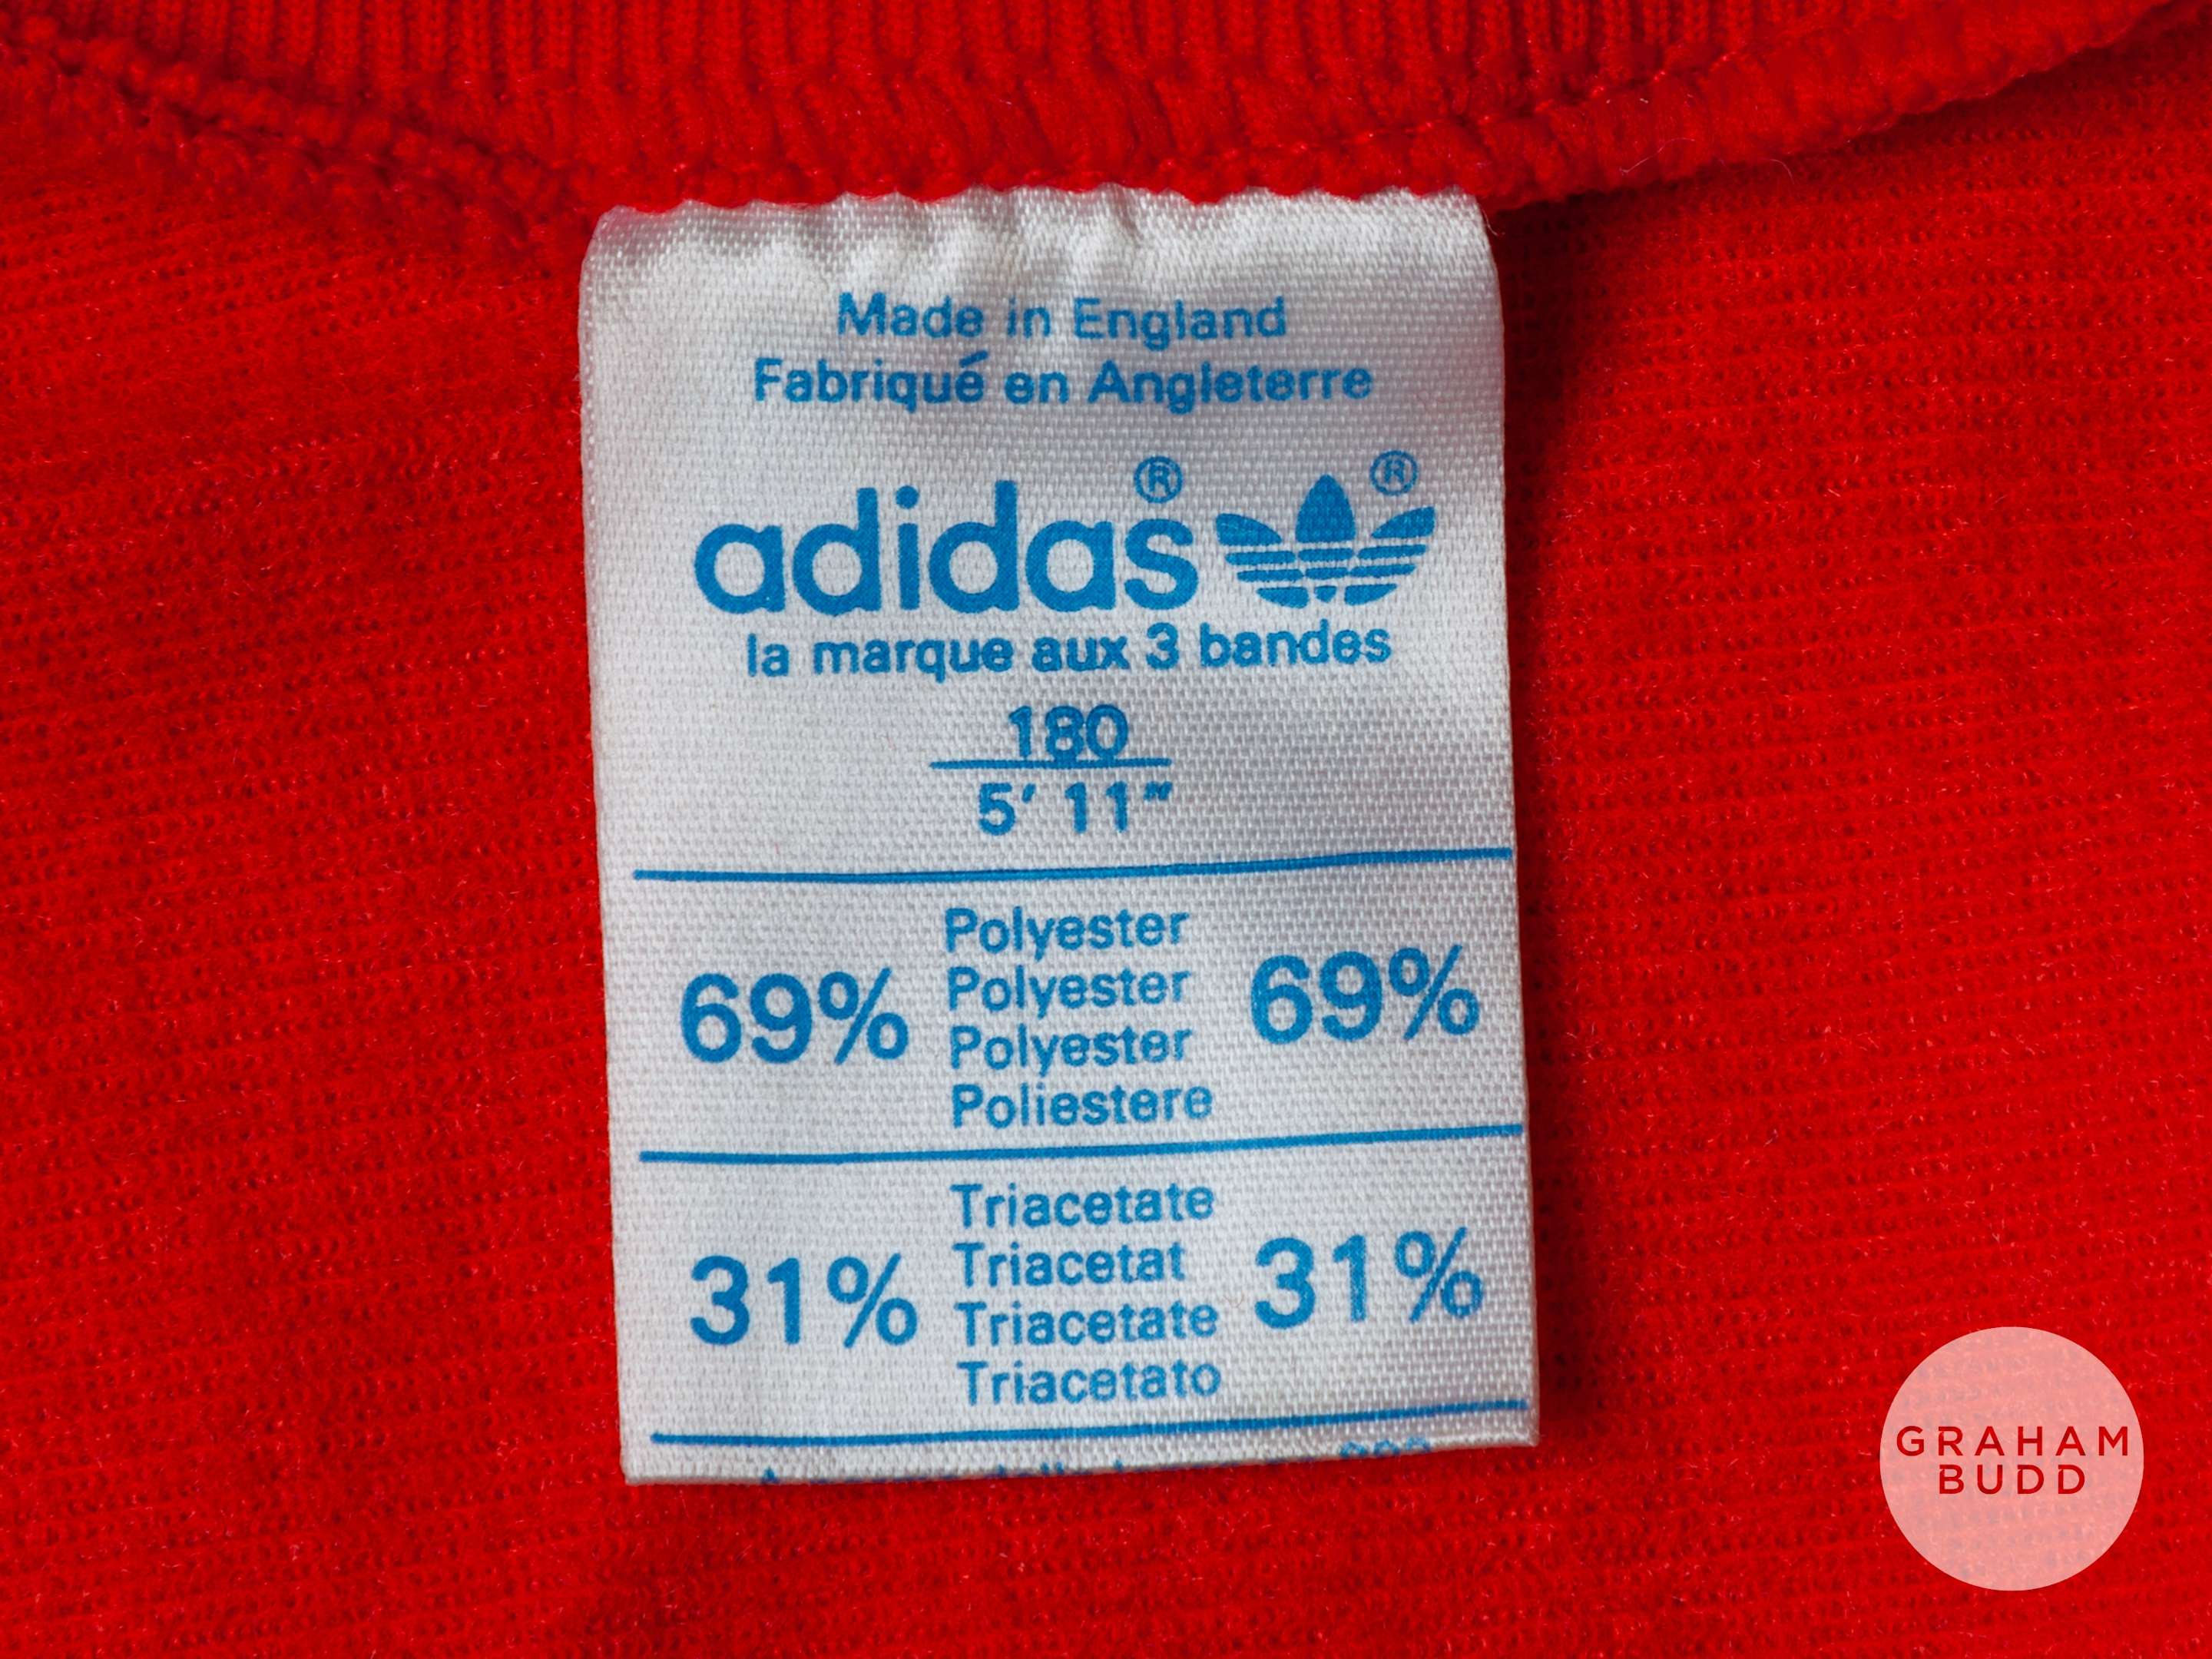 Made in England
Fabriqué en Angleterre
adidas® ®
la marque aux 3 bandes
180
5' 11"
69% Polyester 69%
Polyester
Polyester
Poliestere
31% Triacetate 31%
Triacetat
Triacetate
Triacetato
GRAHAM
BUDD